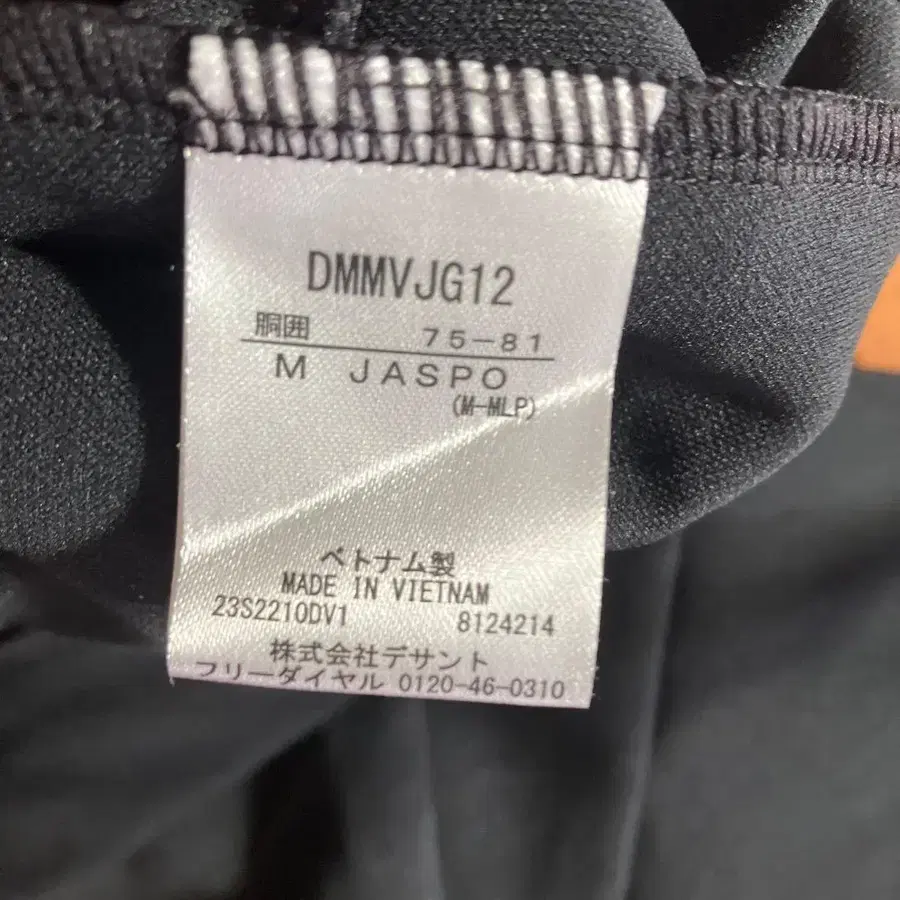 DMMVJG12
胴囲 75-81
M JASPO
(M-MLP)
ベトナム製
MADE IN VIETNAM
23S2210DV1 8124214
株式会社デサント
フリーダイヤル 0120-46-0310